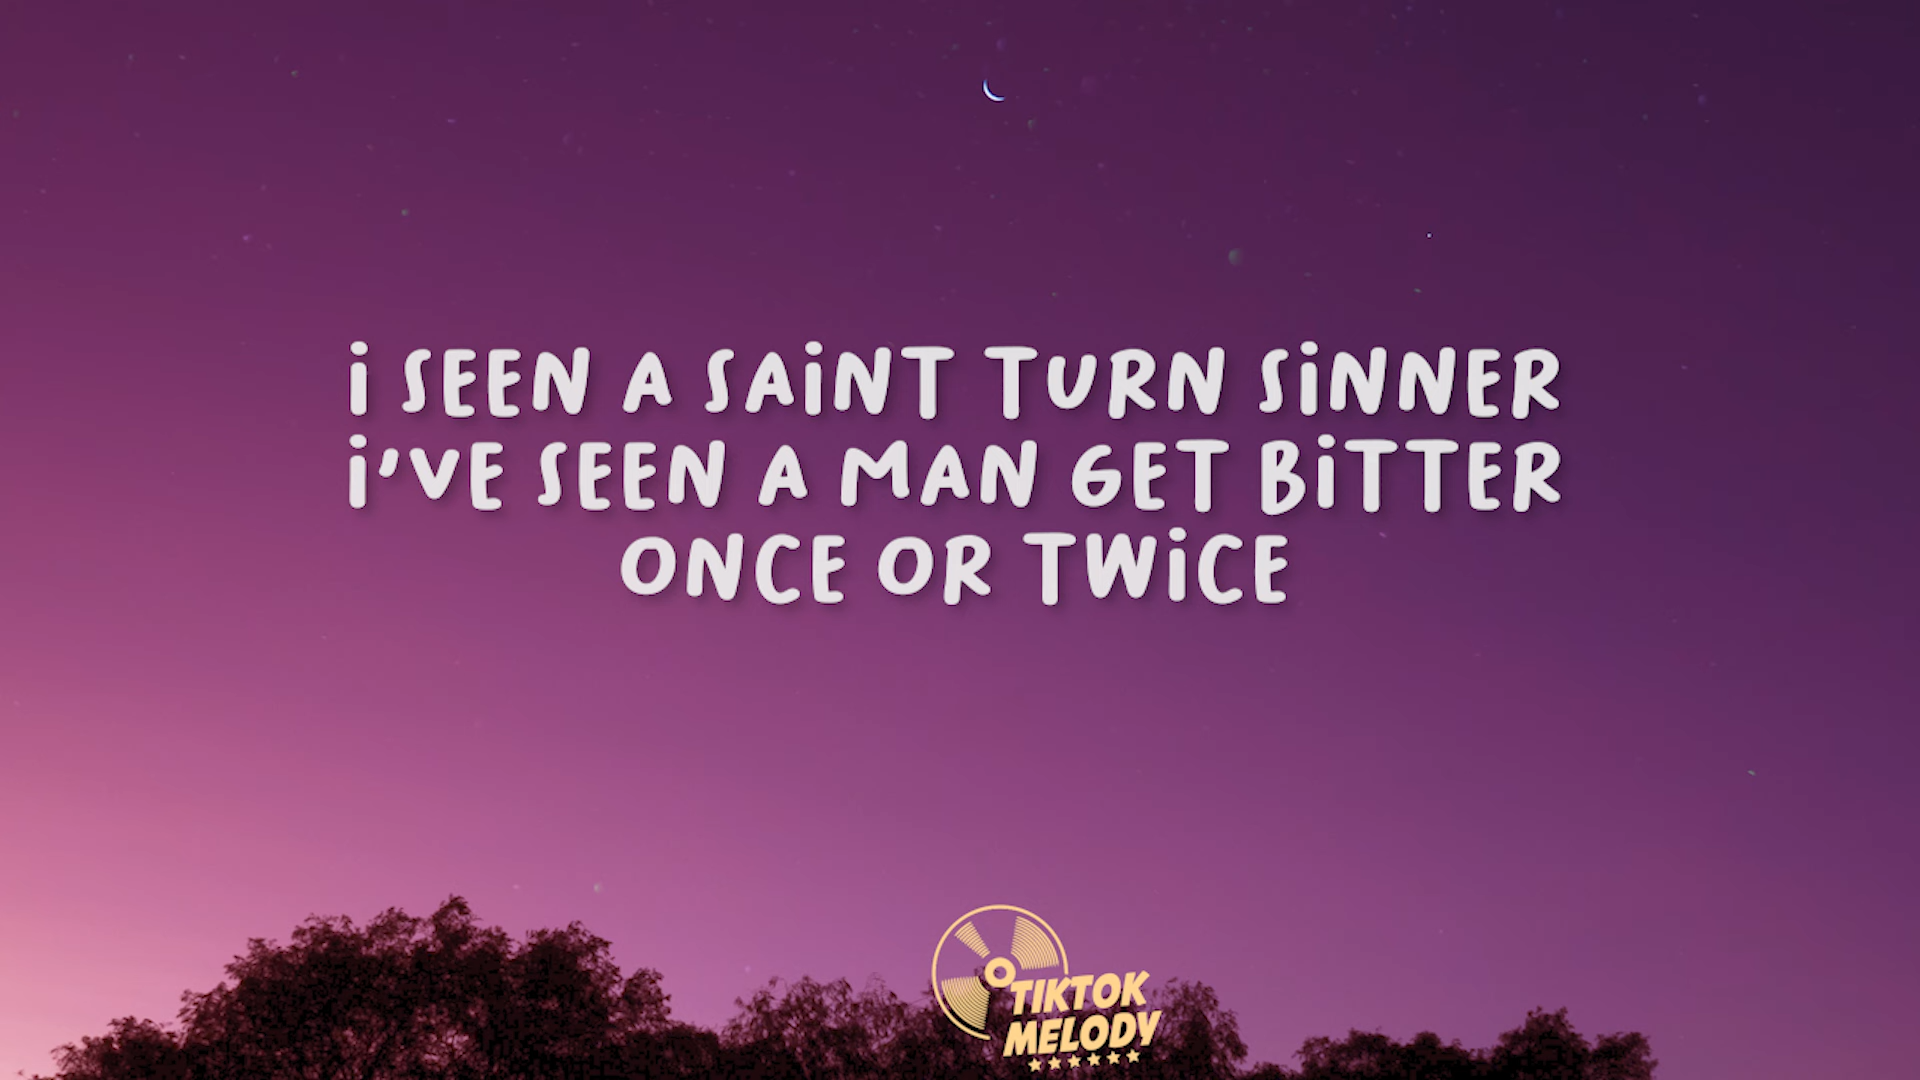 I SEEN A SAINT TURN SINNER
I'VE SEEN A MAN GET BITTER
ONCE OR TWICE
TIKTOK
MELODY